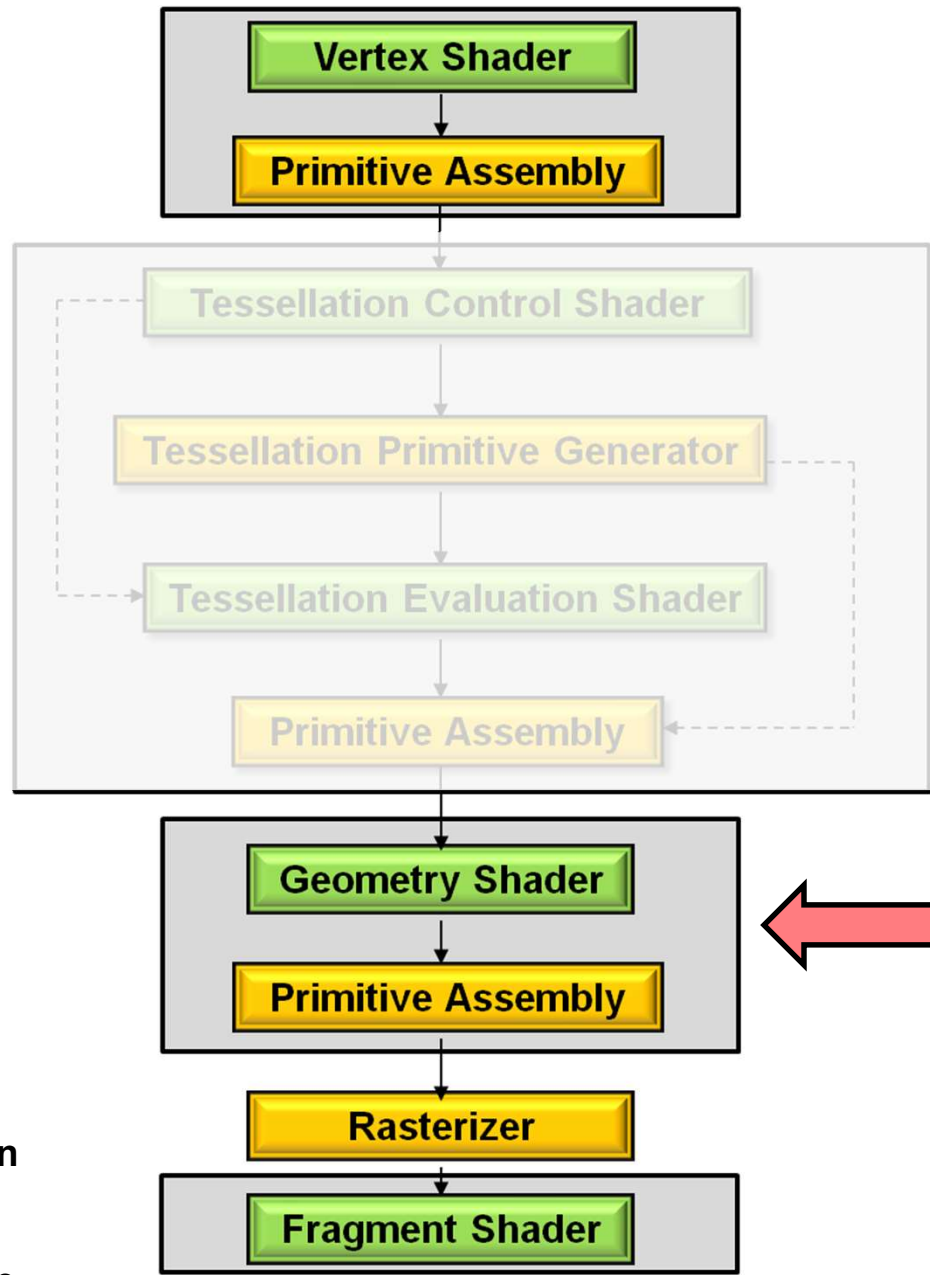 Vertex Shader
Primitive Assembly
Tessellation Control Shader
Tessellation Primitive Generator
Tessellation Evaluation Shader
Primitive Assembly
Geometry Shader
Primitive Assembly
Rasterizer
Fragment Shader